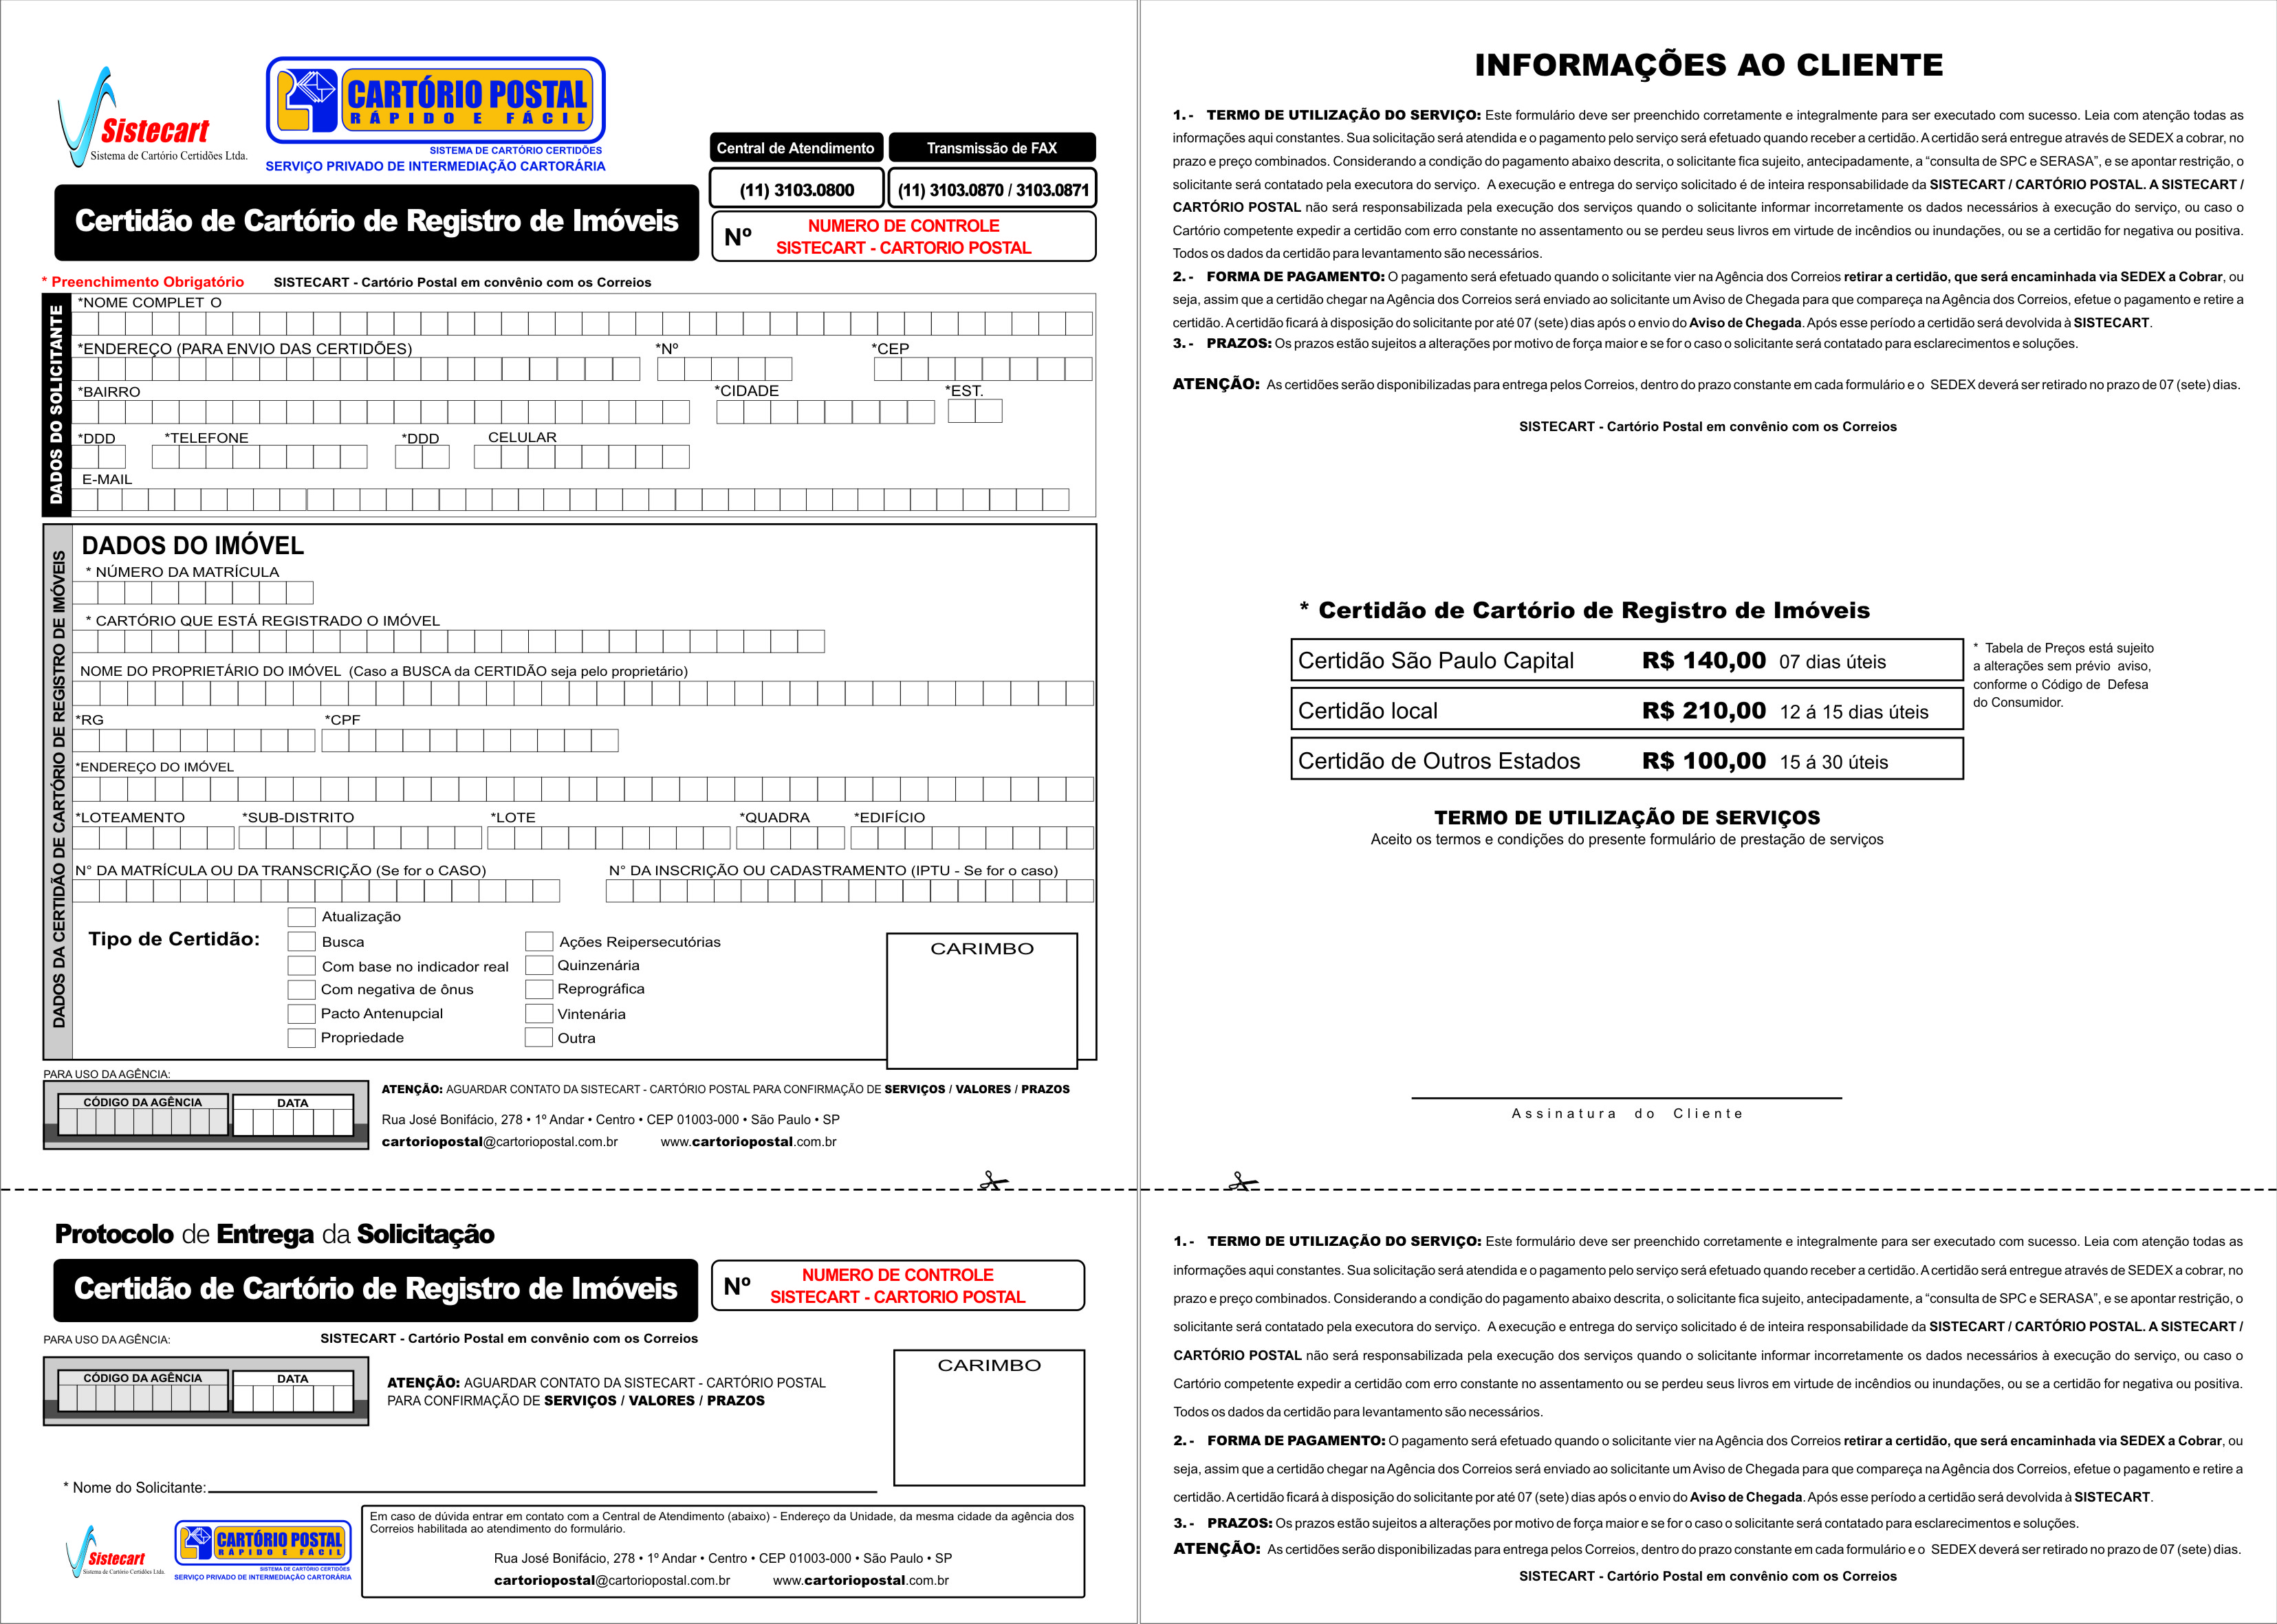 Sistecart
Sistema de Cartório Certidões Ltda.
CARTÓRIO POSTAL
RÁPIDO E FÁCIL
SISTEMA DE CARTÓRIO CERTIDÕES
SERVIÇO PRIVADO DE INTERMEDIAÇÃO CARTORÁRIA
Central de Atendimento
Transmissão de FAX
(11) 3103.0800
(11) 3103.0870 / 3103.0871
Certidão de Cartório de Registro de Imóveis
Nº
NUMERO DE CONTROLE
SISTECART - CARTORIO POSTAL
* Preenchimento Obrigatório SISTECART - Cartório Postal em convênio com os Correios
DADOS DO SOLICITANTE
*NOME COMPLET O
*ENDEREÇO (PARA ENVIO DAS CERTIDÕES) *Nº *CEP
*BAIRRO *CIDADE *EST.
*DDD *TELEFONE *DDD CELULAR
E-MAIL
DADOS DA CERTIDÃO DE CARTÓRIO DE REGISTRO DE IMÓVEIS
DADOS DO IMÓVEL
* NÚMERO DA MATRÍCULA
* CARTÓRIO QUE ESTÁ REGISTRADO O IMÓVEL
NOME DO PROPRIETÁRIO DO IMÓVEL (Caso a BUSCA da CERTIDÃO seja pelo proprietário)
*RG *CPF
*ENDEREÇO DO IMÓVEL
*LOTEAMENTO *SUB-DISTRITO *LOTE *QUADRA *EDIFÍCIO
N° DA MATRÍCULA OU DA TRANSCRIÇÃO (Se for o CASO) N° DA INSCRIÇÃO OU CADASTRAMENTO (IPTU - Se for o caso)
Tipo de Certidão:
Atualização
Busca
Com base no indicador real
Com negativa de ônus
Pacto Antenupcial
Propriedade
Ações Reipersecutórias
Quinzenária
Reprográfica
Vintenária
Outra
CARIMBO
PARA USO DA AGÊNCIA:
CÓDIGO DA AGÊNCIA DATA
ATENÇÃO: AGUARDAR CONTATO DA SISTECART - CARTÓRIO POSTAL PARA CONFIRMAÇÃO DE SERVIÇOS / VALORES / PRAZOS
Rua José Bonifácio, 278 • 1º Andar • Centro • CEP 01003-000 • São Paulo • SP
cartoriopostal@cartoriopostal.com.br www.cartoriopostal.com.br
Protocolo de Entrega da Solicitação
Certidão de Cartório de Registro de Imóveis
Nº
NUMERO DE CONTROLE
SISTECART - CARTORIO POSTAL
PARA USO DA AGÊNCIA: SISTECART - Cartório Postal em convênio com os Correios
CÓDIGO DA AGÊNCIA DATA
ATENÇÃO: AGUARDAR CONTATO DA SISTECART - CARTÓRIO POSTAL
PARA CONFIRMAÇÃO DE SERVIÇOS / VALORES / PRAZOS
CARIMBO
* Nome do Solicitante:
Sistecart
Sistema de Cartório Certidões Ltda.
CARTÓRIO POSTAL
RÁPIDO E FÁCIL
SISTEMA DE CARTÓRIO CERTIDÕES
SERVIÇO PRIVADO DE INTERMEDIAÇÃO CARTORÁRIA
Em caso de dúvida entrar em contato com a Central de Atendimento (abaixo) - Endereço da Unidade, da mesma cidade da agência dos
Correios habilitada ao atendimento do formulário.
Rua José Bonifácio, 278 • 1º Andar • Centro • CEP 01003-000 • São Paulo • SP
cartoriopostal@cartoriopostal.com.br www.cartoriopostal.com.br
INFORMAÇÕES AO CLIENTE
1. - TERMO DE UTILIZAÇÃO DO SERVIÇO: Este formulário deve ser preenchido corretamente e integralmente para ser executado com sucesso. Leia com atenção todas as
informações aqui constantes. Sua solicitação será atendida e o pagamento pelo serviço será efetuado quando receber a certidão. A certidão será entregue através de SEDEX a cobrar, no
prazo e preço combinados. Considerando a condição do pagamento abaixo descrita, o solicitante fica sujeito, antecipadamente, a “consulta de SPC e SERASA”, e se apontar restrição, o
solicitante será contatado pela executora do serviço. A execução e entrega do serviço solicitado é de inteira responsabilidade da SISTECART / CARTÓRIO POSTAL. A SISTECART /
CARTÓRIO POSTAL não será responsabilizada pela execução dos serviços quando o solicitante informar incorretamente os dados necessários à execução do serviço, ou caso o
Cartório competente expedir a certidão com erro constante no assentamento ou se perdeu seus livros em virtude de incêndios ou inundações, ou se a certidão for negativa ou positiva.
Todos os dados da certidão para levantamento são necessários.
2. - FORMA DE PAGAMENTO: O pagamento será efetuado quando o solicitante vier na Agência dos Correios retirar a certidão, que será encaminhada via SEDEX a Cobrar, ou
seja, assim que a certidão chegar na Agência dos Correios será enviado ao solicitante um Aviso de Chegada para que compareça na Agência dos Correios, efetue o pagamento e retire a
certidão. A certidão ficará à disposição do solicitante por até 07 (sete) dias após o envio do Aviso de Chegada. Após esse período a certidão será devolvida à SISTECART.
3. - PRAZOS: Os prazos estão sujeitos a alterações por motivo de força maior e se for o caso o solicitante será contatado para esclarecimentos e soluções.
ATENÇÃO: As certidões serão disponibilizadas para entrega pelos Correios, dentro do prazo constante em cada formulário e o SEDEX deverá ser retirado no prazo de 07 (sete) dias.
SISTECART - Cartório Postal em convênio com os Correios
* Certidão de Cartório de Registro de Imóveis
Certidão São Paulo Capital R$ 140,00 07 dias úteis
Certidão local R$ 210,00 12 á 15 dias úteis
Certidão de Outros Estados R$ 100,00 15 á 30 úteis
* Tabela de Preços está sujeito
a alterações sem prévio aviso,
conforme o Código de Defesa
do Consumidor.
TERMO DE UTILIZAÇÃO DE SERVIÇOS
Aceito os termos e condições do presente formulário de prestação de serviços
Assinatura do Cliente
1. - TERMO DE UTILIZAÇÃO DO SERVIÇO: Este formulário deve ser preenchido corretamente e integralmente para ser executado com sucesso. Leia com atenção todas as
informações aqui constantes. Sua solicitação será atendida e o pagamento pelo serviço será efetuado quando receber a certidão. A certidão será entregue através de SEDEX a cobrar, no
prazo e preço combinados. Considerando a condição do pagamento abaixo descrita, o solicitante fica sujeito, antecipadamente, a “consulta de SPC e SERASA”, e se apontar restrição, o
solicitante será contatado pela executora do serviço. A execução e entrega do serviço solicitado é de inteira responsabilidade da SISTECART / CARTÓRIO POSTAL. A SISTECART /
CARTÓRIO POSTAL não será responsabilizada pela execução dos serviços quando o solicitante informar incorretamente os dados necessários à execução do serviço, ou caso o
Cartório competente expedir a certidão com erro constante no assentamento ou se perdeu seus livros em virtude de incêndios ou inundações, ou se a certidão for negativa ou positiva.
Todos os dados da certidão para levantamento são necessários.
2. - FORMA DE PAGAMENTO: O pagamento será efetuado quando o solicitante vier na Agência dos Correios retirar a certidão, que será encaminhada via SEDEX a Cobrar, ou
seja, assim que a certidão chegar na Agência dos Correios será enviado ao solicitante um Aviso de Chegada para que compareça na Agência dos Correios, efetue o pagamento e retire a
certidão. A certidão ficará à disposição do solicitante por até 07 (sete) dias após o envio do Aviso de Chegada. Após esse período a certidão será devolvida à SISTECART.
3. - PRAZOS: Os prazos estão sujeitos a alterações por motivo de força maior e se for o caso o solicitante será contatado para esclarecimentos e soluções.
ATENÇÃO: As certidões serão disponibilizadas para entrega pelos Correios, dentro do prazo constante em cada formulário e o SEDEX deverá ser retirado no prazo de 07 (sete) dias.
SISTECART - Cartório Postal em convênio com os Correios